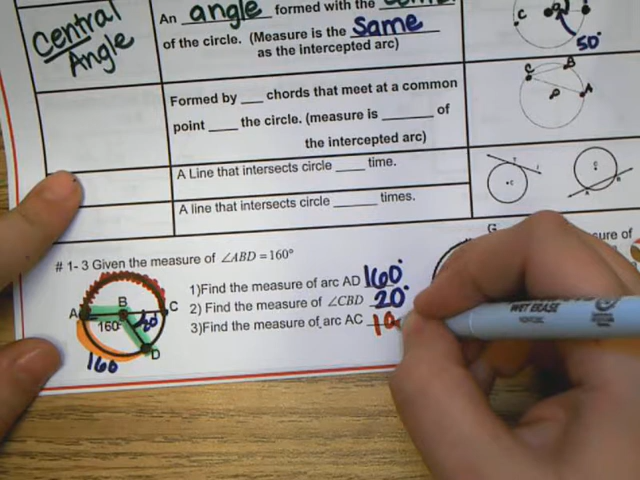 Central Angle
An angle formed with the
of the circle. (Measure is the Same
as the intercepted arc)
C
50°
Formed by ___ chords that meet at a common
point ____ the circle. (measure is _______ of
the intercepted arc)
C B
A
A Line that intersects circle ____ time.
A line that intersects circle ______ times.
# 1- 3 Given the measure of ∠ABD = 160°
1)Find the measure of arc AD 160°
2) Find the measure of ∠CBD 20°
3)Find the measure of arc AC
A B C
160° 20
D
160
G
sure of
WET ERASE